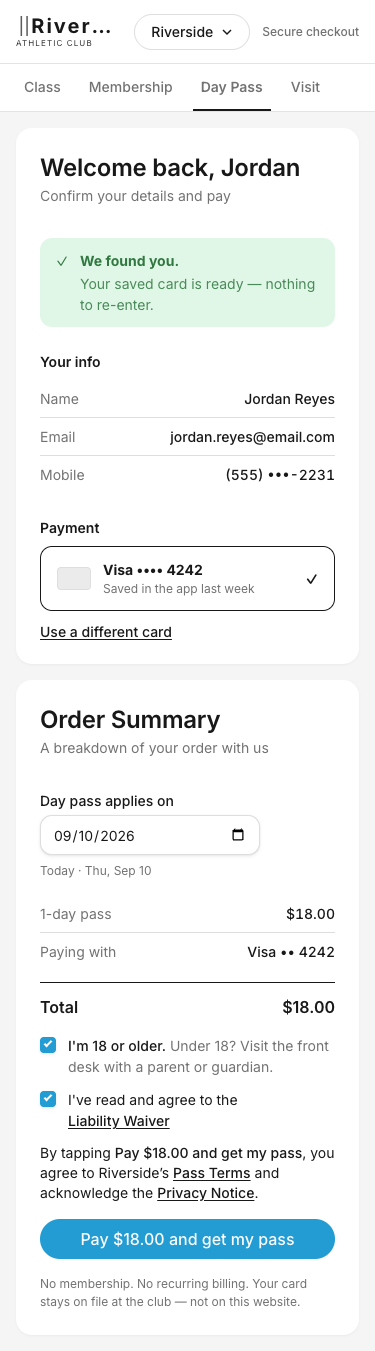 River…
ATHLETIC CLUB
Riverside
Secure checkout
Class
Membership
Day Pass
Visit
Welcome back, Jordan
Confirm your details and pay
We found you.
Your saved card is ready — nothing
to re-enter.
Your info
Name
Jordan Reyes
Email
jordan.reyes@email.com
Mobile
(555) •••-2231
Payment
Visa •••• 4242
Saved in the app last week
Use a different card
Order Summary
A breakdown of your order with us
Day pass applies on
09/10/2026
Today · Thu, Sep 10
1-day pass
$18.00
Paying with
Visa •• 4242
Total
$18.00
I'm 18 or older. Under 18? Visit the front
desk with a parent or guardian.
I've read and agree to the
Liability Waiver
By tapping Pay $18.00 and get my pass, you
agree to Riverside’s Pass Terms and
acknowledge the Privacy Notice.
Pay $18.00 and get my pass
No membership. No recurring billing. Your card
stays on file at the club — not on this website.